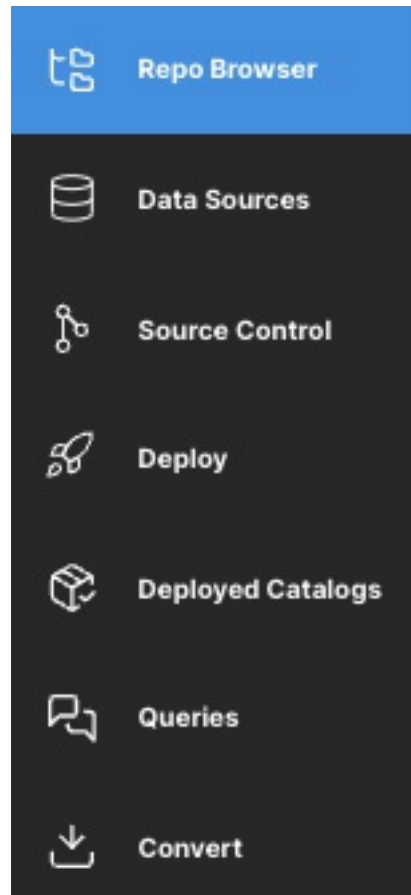 Repo Browser
Data Sources
Source Control
Deploy
Deployed Catalogs
Queries
Convert